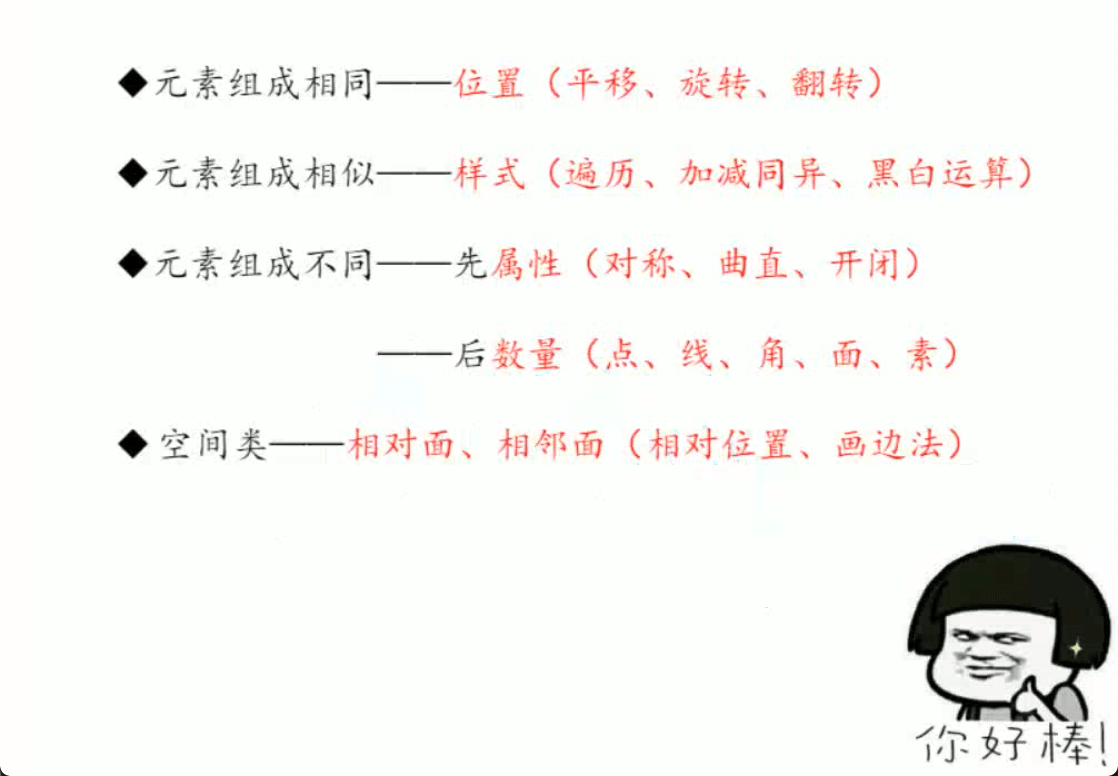 ◆元素组成相同——位置（平移、旋转、翻转）
◆元素组成相似——样式（遍历、加减同异、黑白运算）
◆元素组成不同——先属性（对称、曲直、开闭）
——后数量（点、线、角、面、素）
◆空间类——相对面、相邻面（相对位置、画边法）
你好棒!